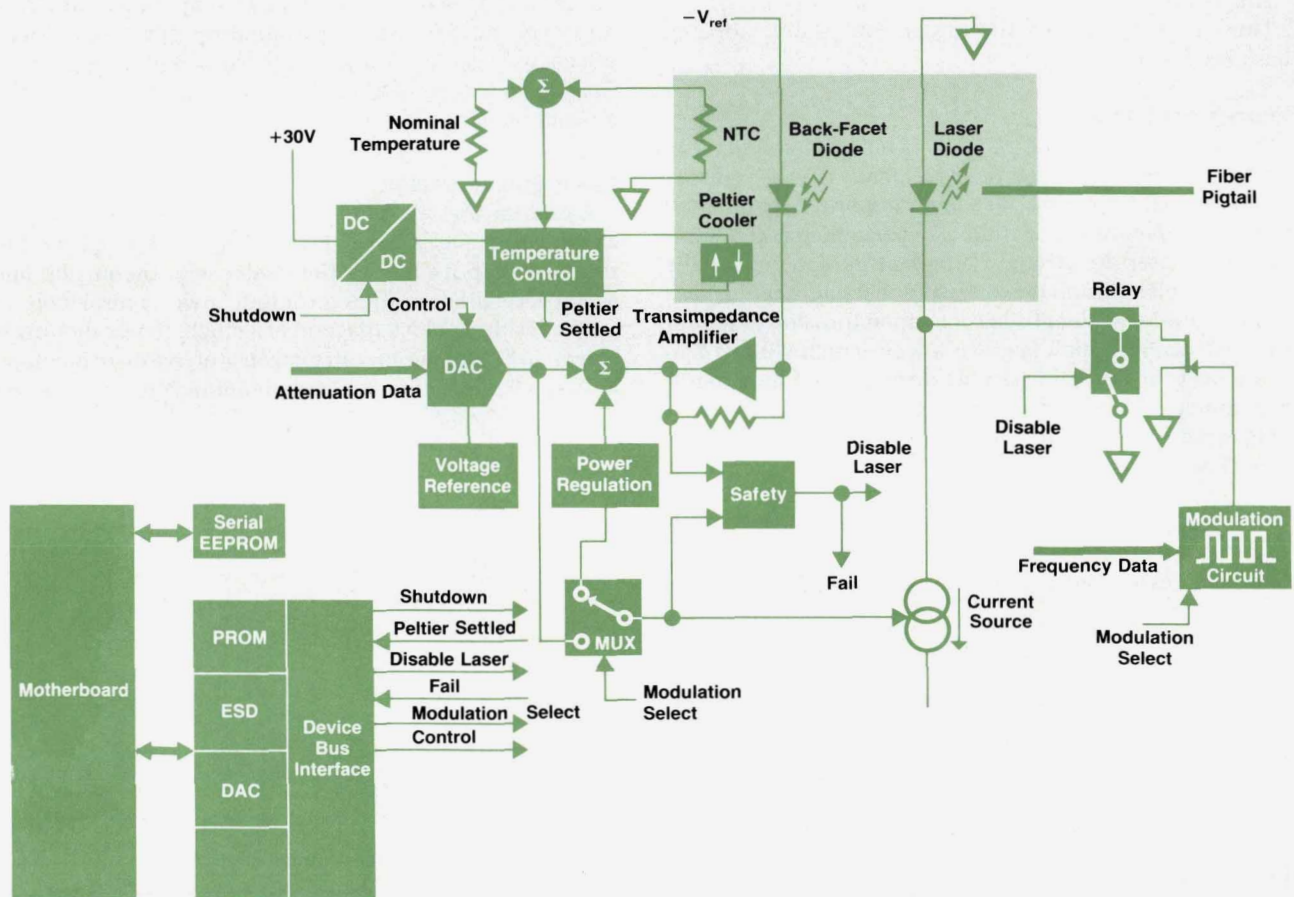 −Vref
Σ
Nominal
Temperature
NTC
Back-Facet
Diode
Laser
Diode
+30V
Fiber
Pigtail
DC
DC
Temperature
Control
Peltier
Cooler
Shutdown
Control
Peltier
Settled
Transimpedance
Amplifier
Relay
DAC
Σ
Attenuation Data
Disable
Laser
Voltage
Reference
Power
Regulation
Safety
Disable
Laser
Serial
EEPROM
Modulation
Circuit
Frequency Data
Fail
Shutdown
Current
Source
PROM
Peltier Settled
MUX
Modulation
Select
Disable Laser
Motherboard
Fail
Modulation
Select
ESD
Modulation Select
Device
Bus
Interface
Control
DAC